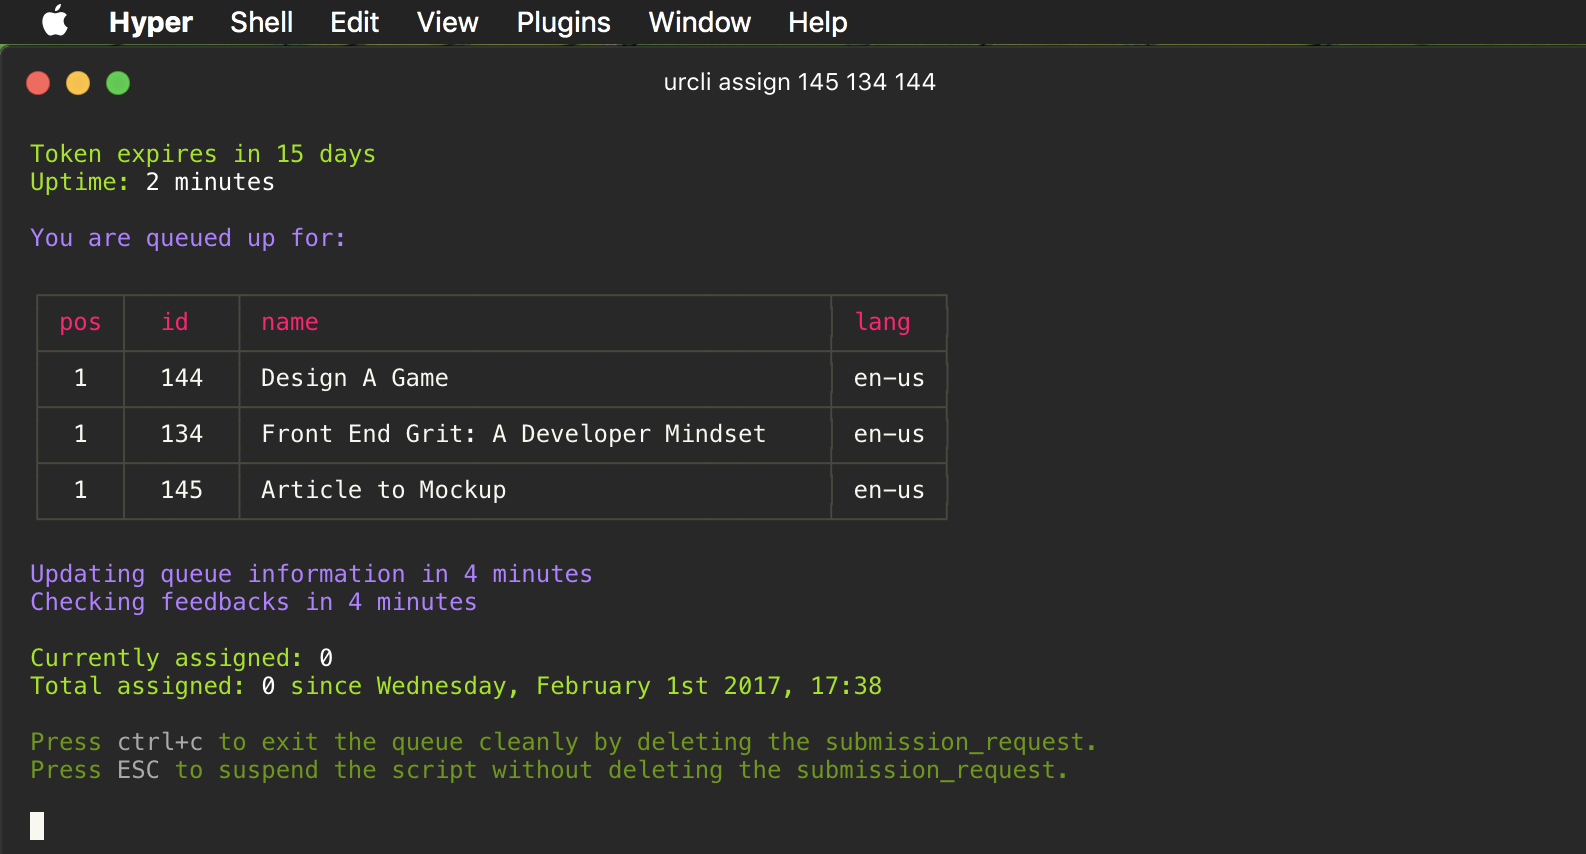 Hyper Shell Edit View Plugins Window Help
urcli assign 145 134 144
Token expires in 15 days
Uptime: 2 minutes
You are queued up for:
pos id name lang
1 144 Design A Game en-us
1 134 Front End Grit: A Developer Mindset en-us
1 145 Article to Mockup en-us
Updating queue information in 4 minutes
Checking feedbacks in 4 minutes
Currently assigned: 0
Total assigned: 0 since Wednesday, February 1st 2017, 17:38
Press ctrl+c to exit the queue cleanly by deleting the submission_request.
Press ESC to suspend the script without deleting the submission_request.